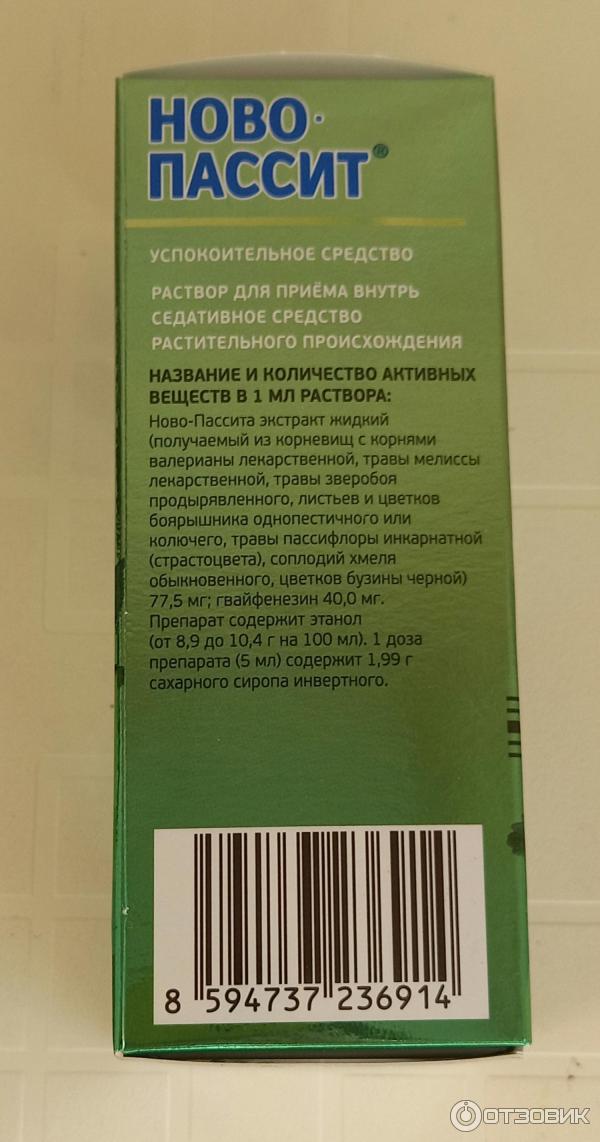 НОВО-
ПАССИТ®
УСПОКОИТЕЛЬНОЕ СРЕДСТВО
РАСТВОР ДЛЯ ПРИЁМА ВНУТРЬ
СЕДАТИВНОЕ СРЕДСТВО
РАСТИТЕЛЬНОГО ПРОИСХОЖДЕНИЯ
НАЗВАНИЕ И КОЛИЧЕСТВО АКТИВНЫХ
ВЕЩЕСТВ В 1 МЛ РАСТВОРА:
Ново-Пассита экстракт жидкий
(получаемый из корневищ с корнями
валерианы лекарственной, травы мелиссы
лекарственной, травы зверобоя
продырявленного, листьев и цветков
боярышника однопестичного или
колючего, травы пассифлоры инкарнатной
(страстоцвета), соплодий хмеля
обыкновенного, цветков бузины черной)
77,5 мг; гвайфенезин 40,0 мг.
Препарат содержит этанол
(от 8,9 до 10,4 г на 100 мл). 1 доза
препарата (5 мл) содержит 1,99 г
сахарного сиропа инвертного.
8 594737 236914
ОТЗОВИК